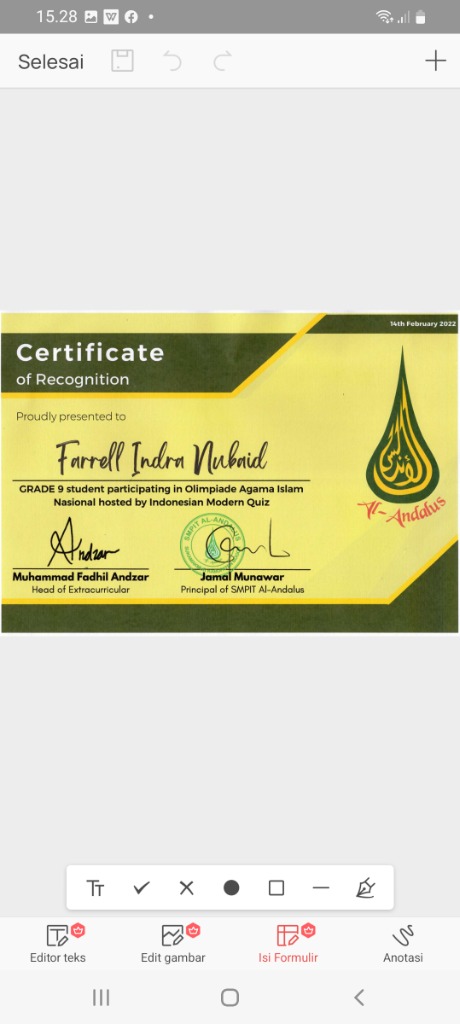 15.28
Selesai
14th February 2022
Certificate
of Recognition
Proudly presented to
Farrell Indra Nubaid
GRADE 9 student participating in Olimpiade Agama Islam
Nasional hosted by Indonesian Modern Quiz
Al-Andalus
Andzar
SMPIT AL-ANDALUS
Muhammad Fadhil Andzar
Jamal Munawar
Head of Extracurricular
Principal of SMPIT Al-Andalus
Editor teks
Edit gambar
Isi Formulir
Anotasi